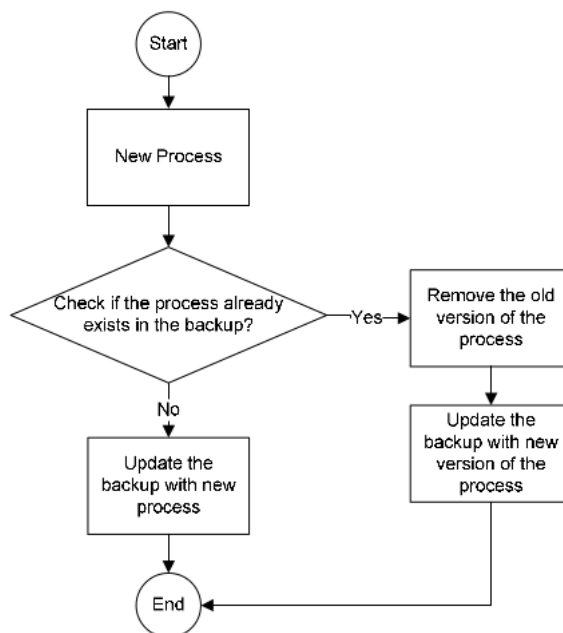 Start
New Process
Check if the process already
exists in the backup?
Yes
Remove the old
version of the
process
No
Update the
backup with new
process
Update the
backup with new
version of the
process
End